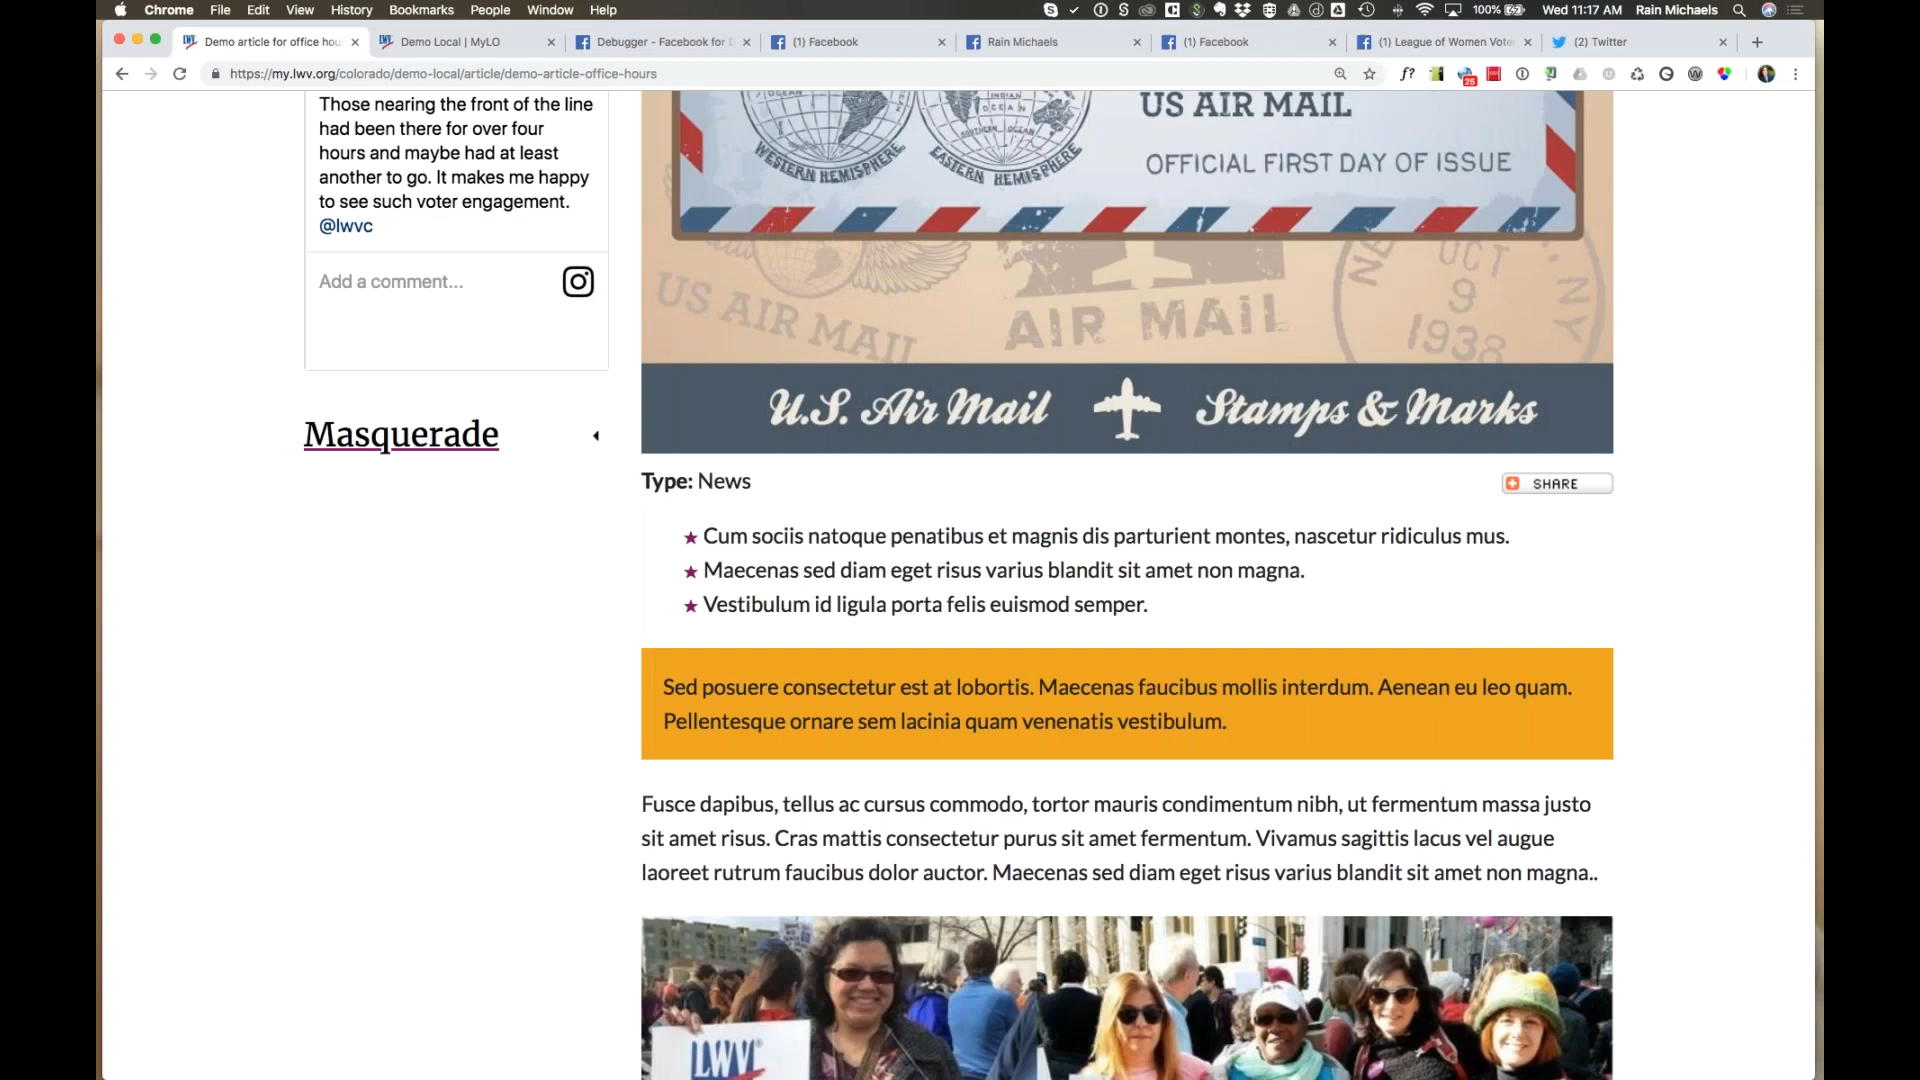 Chrome File Edit View History Bookmarks People Window Help
100% Wed 11:17 AM Rain Michaels
Demo article for office hou
Demo Local | MyLO
Debugger - Facebook for D
(1) Facebook
Rain Michaels
(1) Facebook
(1) League of Women Vote
(2) Twitter
https://my.lwv.org/colorado/demo-local/article/demo-article-office-hours
25
Those nearing the front of the line
had been there for over four
hours and maybe had at least
another to go. It makes me happy
to see such voter engagement.
@lwvc
Add a comment...
Masquerade
OCEAN
INDIAN
OCEAN
SOUTHERN OCEAN
WESTERN HEMISPHERE
EASTERN HEMISPHERE
US AIR MAIL
OFFICIAL FIRST DAY OF ISSUE
US AIR MAIL
AIR MAIL
OCT
9
1938
NY
U.S. Air Mail Stamps & Marks
Type: News
SHARE
Cum sociis natoque penatibus et magnis dis parturient montes, nascetur ridiculus mus.
Maecenas sed diam eget risus varius blandit sit amet non magna.
Vestibulum id ligula porta felis euismod semper.
Sed posuere consectetur est at lobortis. Maecenas faucibus mollis interdum. Aenean eu leo quam.
Pellentesque ornare sem lacinia quam venenatis vestibulum.
Fusce dapibus, tellus ac cursus commodo, tortor mauris condimentum nibh, ut fermentum massa justo
sit amet risus. Cras mattis consectetur purus sit amet fermentum. Vivamus sagittis lacus vel augue
laoreet rutrum faucibus dolor auctor. Maecenas sed diam eget risus varius blandit sit amet non magna..
LWV